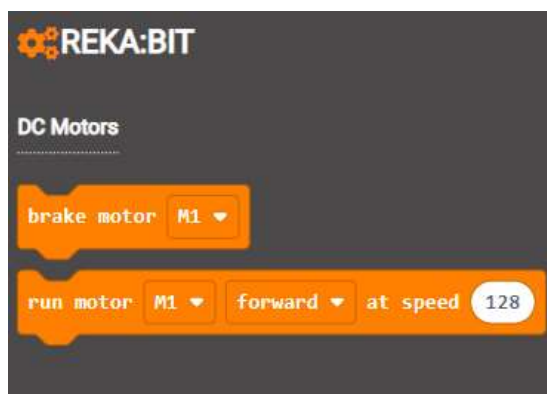 REKA:BIT
DC Motors
brake motor M1
run motor M1 forward at speed 128